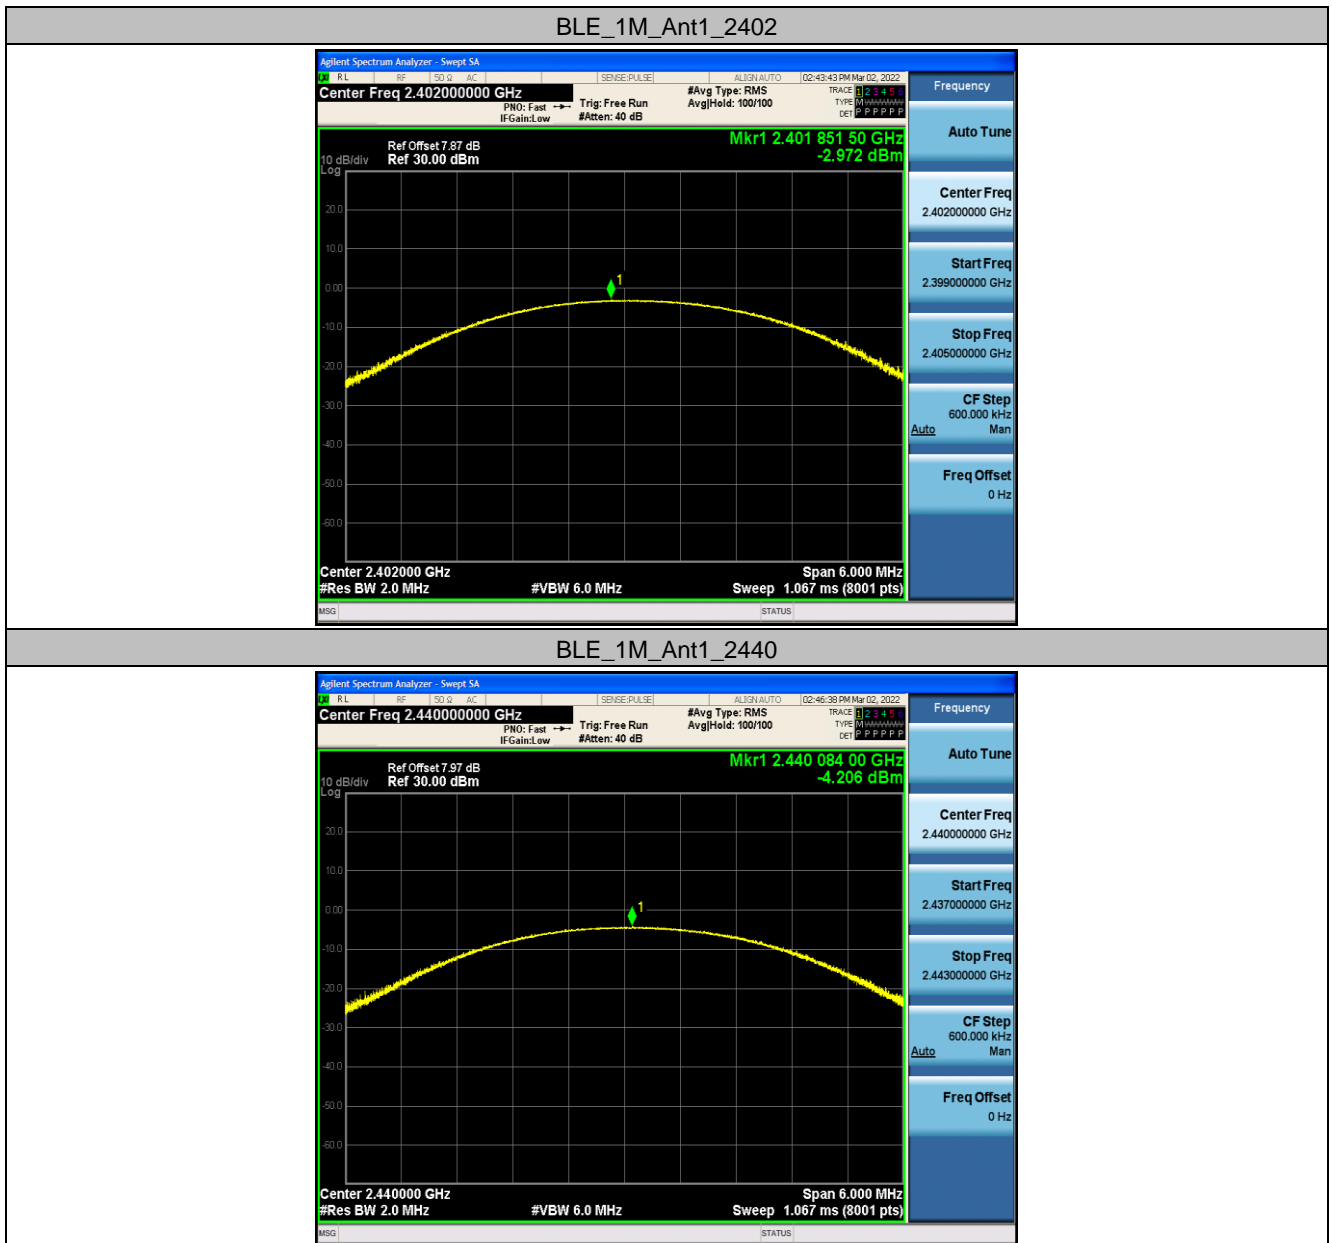 BLE_1M_Ant1_2402
Agilent Spectrum Analyzer - Swept SA
LXI RL RF 50 Ω AC SENSE:PULSE ALIGN AUTO 02:43:43 PM Mar 02, 2022
Center Freq 2.402000000 GHz
PNO: Fast
IFGain:Low
Trig: Free Run
#Atten: 40 dB
#Avg Type: RMS
Avg|Hold: 100/100
TRACE 1 2 3 4 5 6
TYPE M W W W W W
DET P P P P P P
Mkr1 2.401 851 50 GHz
-2.972 dBm
Ref Offset 7.87 dB
10 dB/div Ref 30.00 dBm
Log
20.0
10.0
0.00
-10.0
-20.0
-30.0
-40.0
-50.0
-60.0
1
Center 2.402000 GHz Span 6.000 MHz
#Res BW 2.0 MHz #VBW 6.0 MHz Sweep 1.067 ms (8001 pts)
MSG STATUS
Frequency
Auto Tune
Center Freq
2.402000000 GHz
Start Freq
2.399000000 GHz
Stop Freq
2.405000000 GHz
CF Step
600.000 kHz
Auto Man
Freq Offset
0 Hz
BLE_1M_Ant1_2440
Agilent Spectrum Analyzer - Swept SA
LXI RL RF 50 Ω AC SENSE:PULSE ALIGN AUTO 02:46:38 PM Mar 02, 2022
Center Freq 2.440000000 GHz
PNO: Fast
IFGain:Low
Trig: Free Run
#Atten: 40 dB
#Avg Type: RMS
Avg|Hold: 100/100
TRACE 1 2 3 4 5 6
TYPE M W W W W W
DET P P P P P P
Mkr1 2.440 084 00 GHz
-4.206 dBm
Ref Offset 7.97 dB
10 dB/div Ref 30.00 dBm
Log
20.0
10.0
0.00
-10.0
-20.0
-30.0
-40.0
-50.0
-60.0
1
Center 2.440000 GHz Span 6.000 MHz
#Res BW 2.0 MHz #VBW 6.0 MHz Sweep 1.067 ms (8001 pts)
MSG STATUS
Frequency
Auto Tune
Center Freq
2.440000000 GHz
Start Freq
2.437000000 GHz
Stop Freq
2.443000000 GHz
CF Step
600.000 kHz
Auto Man
Freq Offset
0 Hz